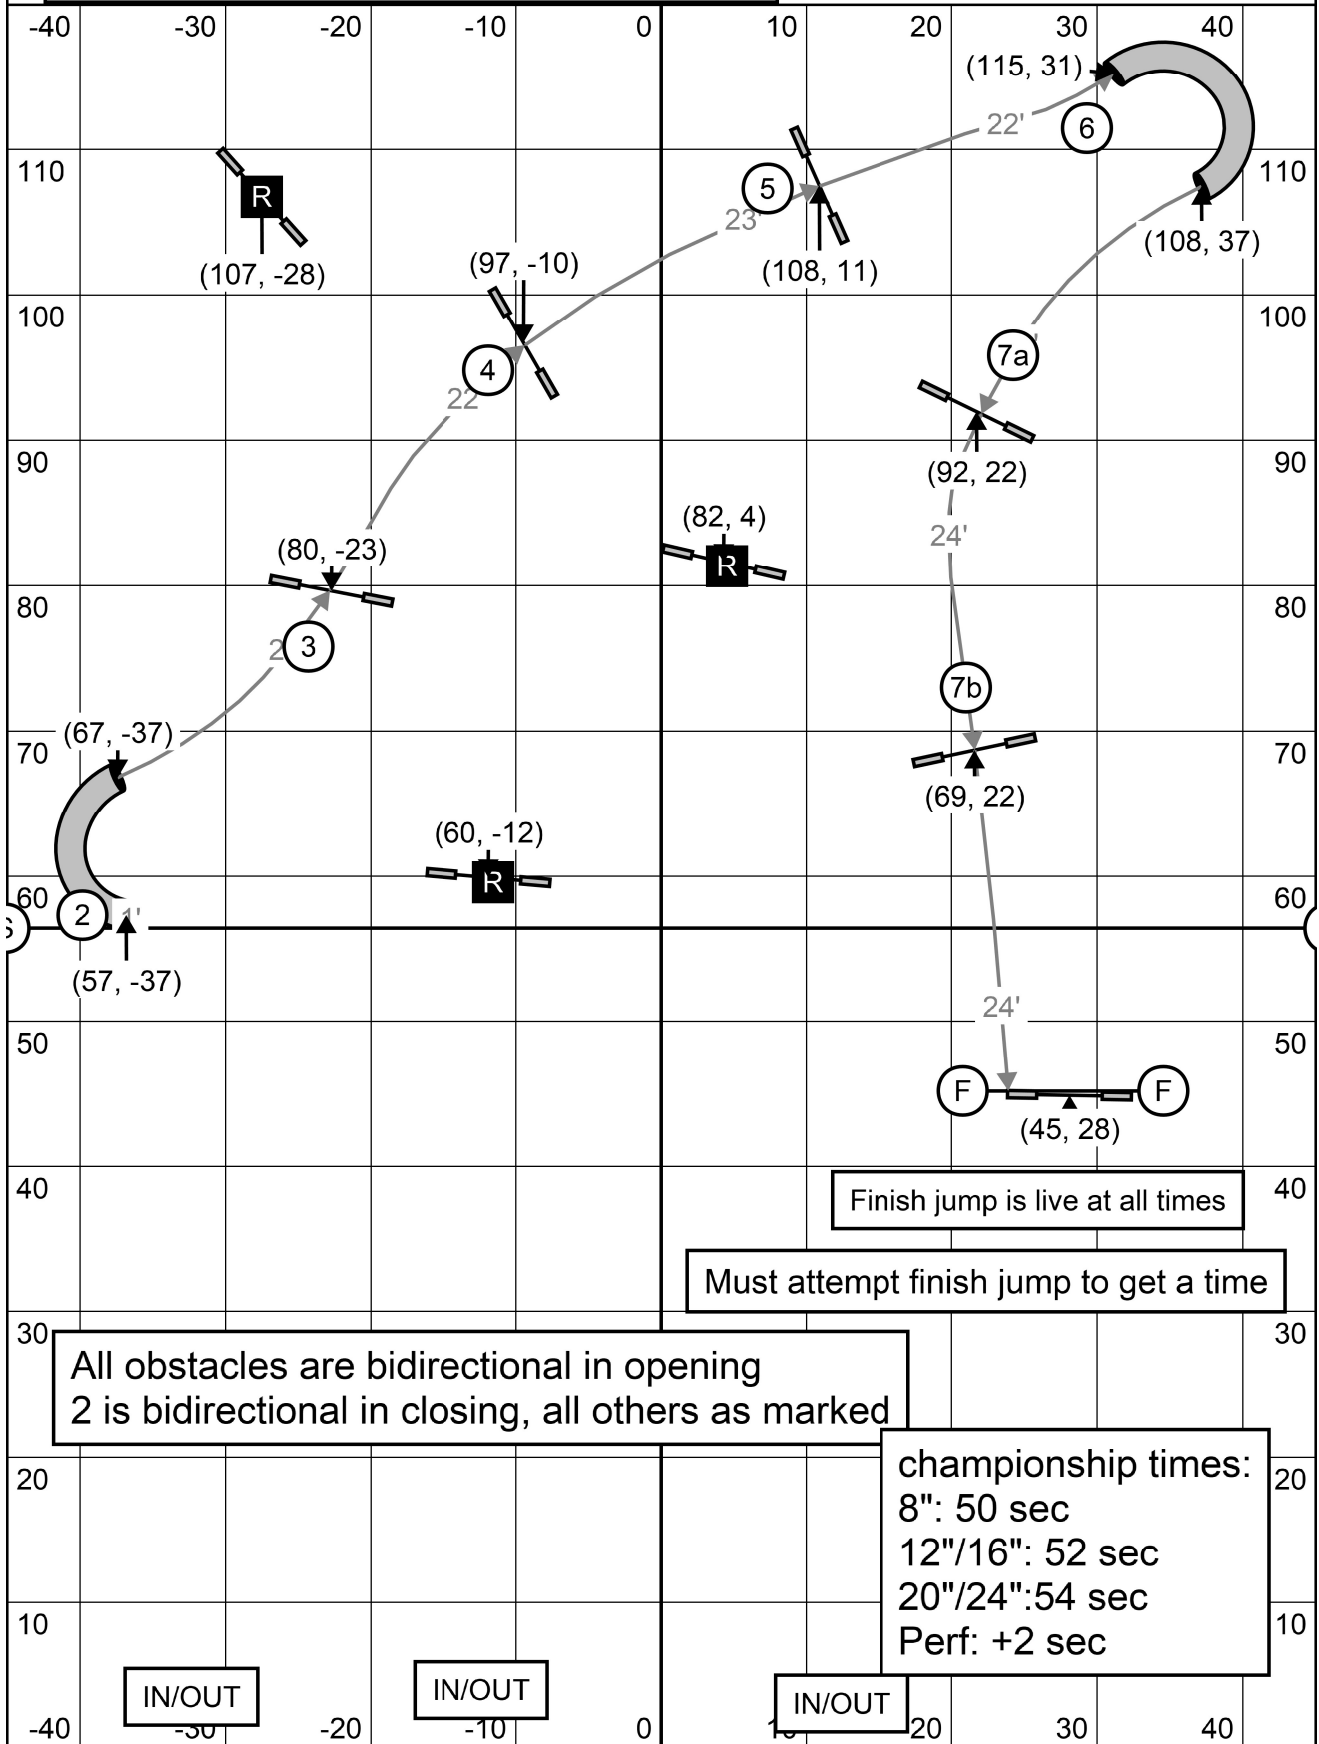 -40 -30 -20 -10 0 10 20 30 40
(115, 31)
22'
6
110 R 5 110
23'
(107, -28) (97, -10) (108, 11) (108, 37)
100 100
7a
4
22
90 (92, 22) 90
24'
(82, 4)
(80, -23) R
80 80
3
2
7b
(67, -37)
70 70
(69, 22)
(60, -12)
60 R 60
2 1'
S
(57, -37)
24'
50 50
F F
(45, 28)
40 Finish jump is live at all times 40
Must attempt finish jump to get a time
30 30
All obstacles are bidirectional in opening
2 is bidirectional in closing, all others as marked
championship times:
20 20
8": 50 sec
12"/16": 52 sec
20"/24":54 sec
10 10
Perf: +2 sec
IN/OUT IN/OUT IN/OUT
-40 -30 -20 -10 0 10 20 30 40